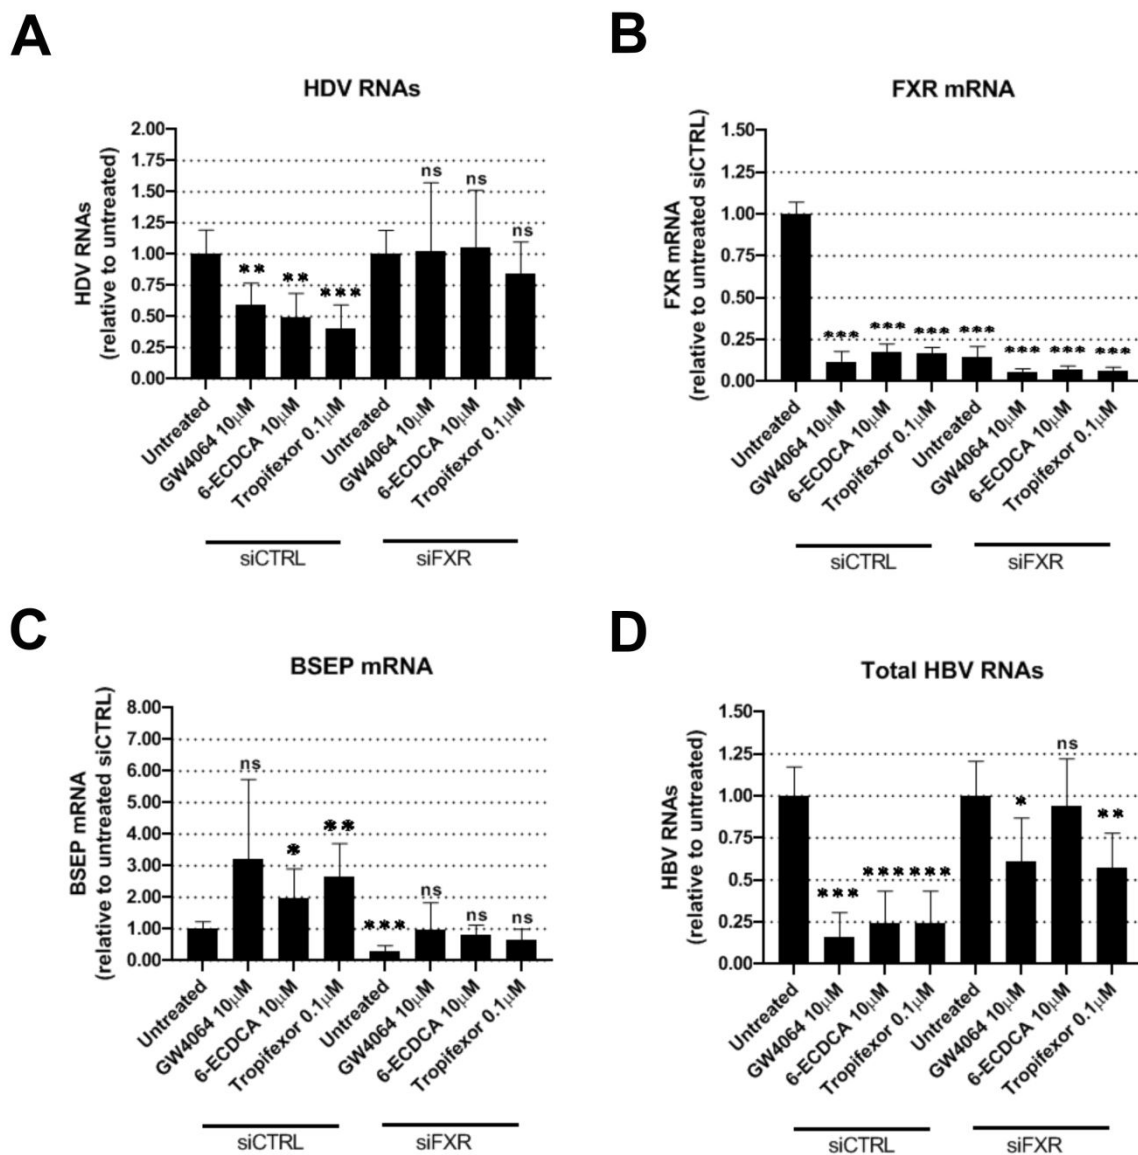 A
HDV RNAs
HDV RNAs
(relative to untreated)
2.00
1.75
1.50
1.25
1.00
0.75
0.50
0.25
0.00
**
**
***
ns
ns
ns
Untreated
GW4064 10μM
6-ECDCA 10μM
Tropifexor 0.1μM
Untreated
GW4064 10μM
6-ECDCA 10μM
Tropifexor 0.1μM
siCTRL
siFXR
B
FXR mRNA
FXR mRNA
(relative to untreated siCTRL)
1.50
1.25
1.00
0.75
0.50
0.25
0.00
***
***
***
***
***
***
***
Untreated
GW4064 10μM
6-ECDCA 10μM
Tropifexor 0.1μM
Untreated
GW4064 10μM
6-ECDCA 10μM
Tropifexor 0.1μM
siCTRL
siFXR
C
BSEP mRNA
BSEP mRNA
(relative to untreated siCTRL)
8.00
7.00
6.00
5.00
4.00
3.00
2.00
1.00
0.00
ns
*
**
***
ns
ns
ns
Untreated
GW4064 10μM
6-ECDCA 10μM
Tropifexor 0.1μM
Untreated
GW4064 10μM
6-ECDCA 10μM
Tropifexor 0.1μM
siCTRL
siFXR
D
Total HBV RNAs
HBV RNAs
(relative to untreated)
1.50
1.25
1.00
0.75
0.5
0.25
0.00
***
***
***
*
ns
**
Untreated
GW4064 10μM
6-ECDCA 10μM
Tropifexor 0.1μM
Untreated
GW4064 10μM
6-ECDCA 10μM
Tropifexor 0.1μM
siCTRL
siFXR